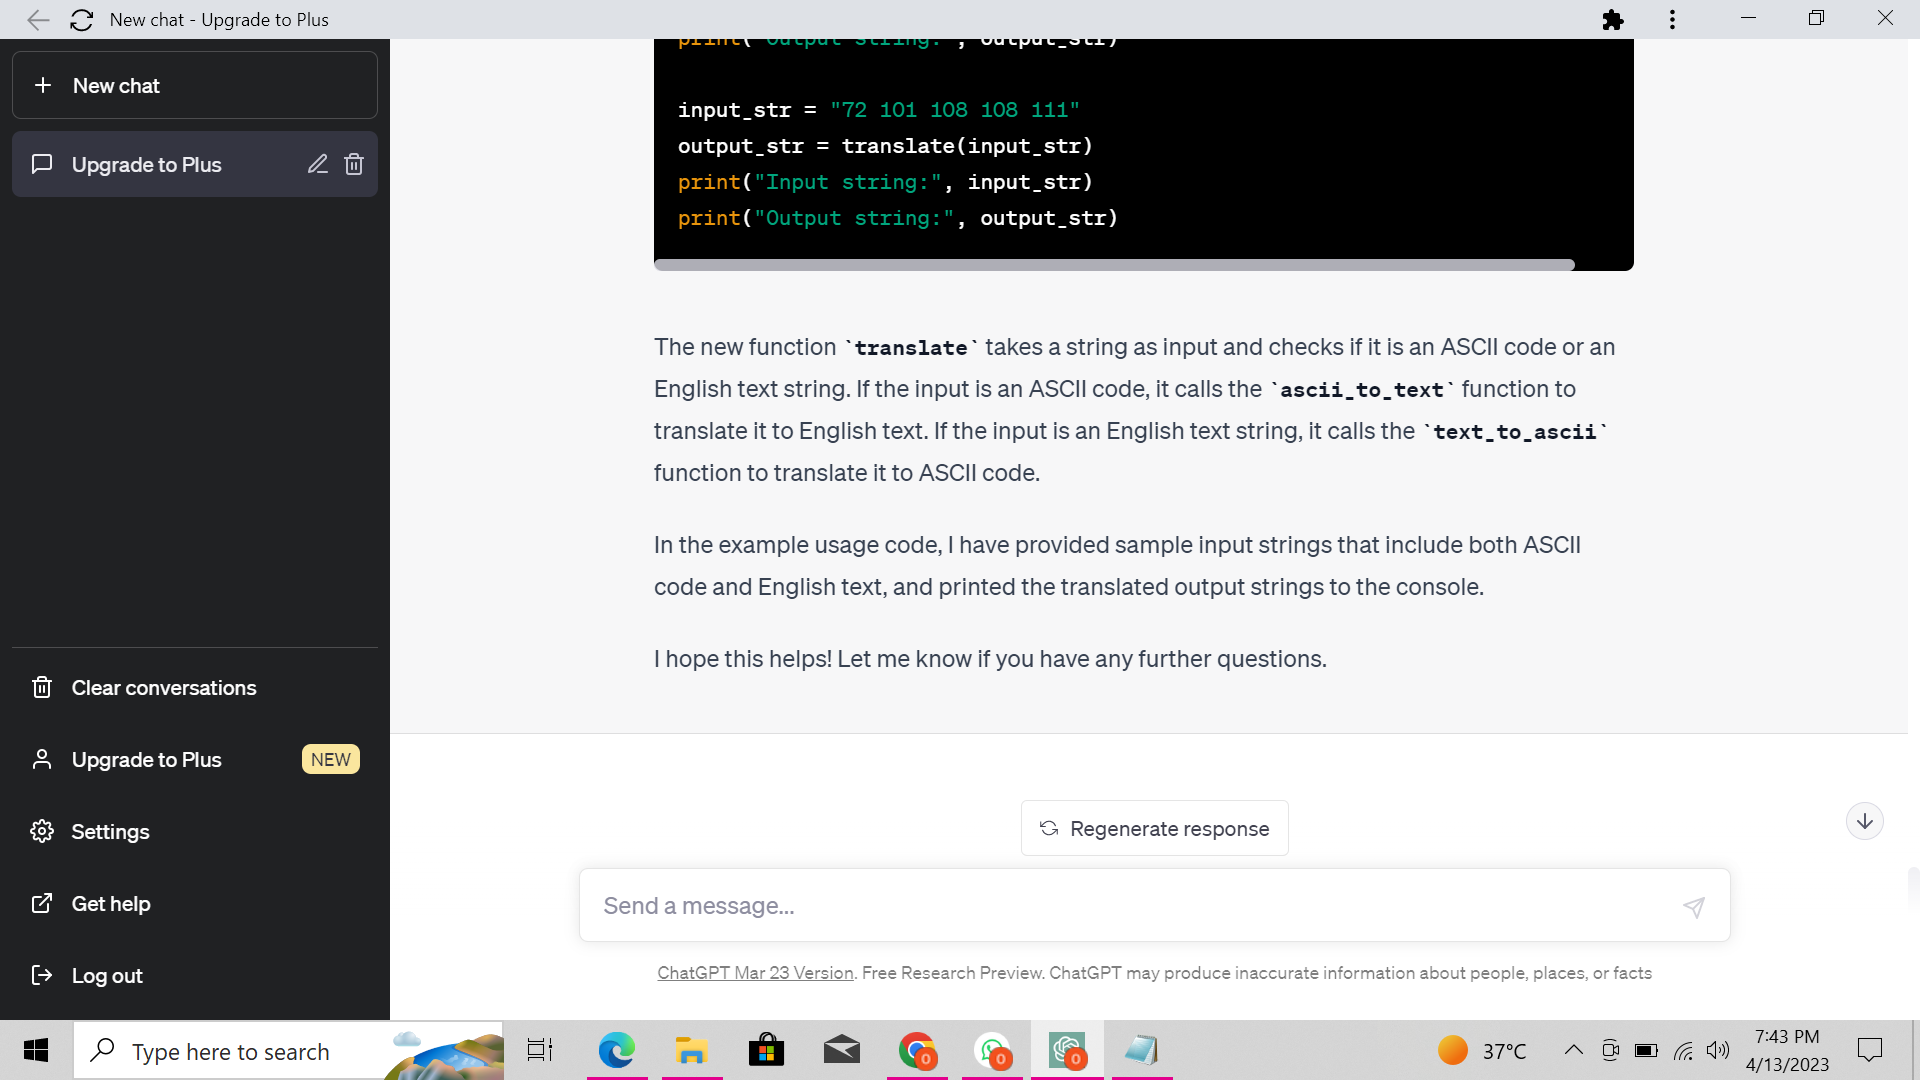 New chat - Upgrade to Plus
New chat
Upgrade to Plus
Clear conversations
Upgrade to Plus
NEW
Settings
Get help
Log out
print("Output string:", output_str)
input_str = "72 101 108 108 111"
output_str = translate(input_str)
print("Input string:", input_str)
print("Output string:", output_str)
The new function `translate` takes a string as input and checks if it is an ASCII code or an
English text string. If the input is an ASCII code, it calls the `ascii_to_text` function to
translate it to English text. If the input is an English text string, it calls the `text_to_ascii`
function to translate it to ASCII code.
In the example usage code, I have provided sample input strings that include both ASCII
code and English text, and printed the translated output strings to the console.
I hope this helps! Let me know if you have any further questions.
Regenerate response
Send a message...
ChatGPT Mar 23 Version. Free Research Preview. ChatGPT may produce inaccurate information about people, places, or facts
Type here to search
0
0
0
37°C
7:43 PM
4/13/2023